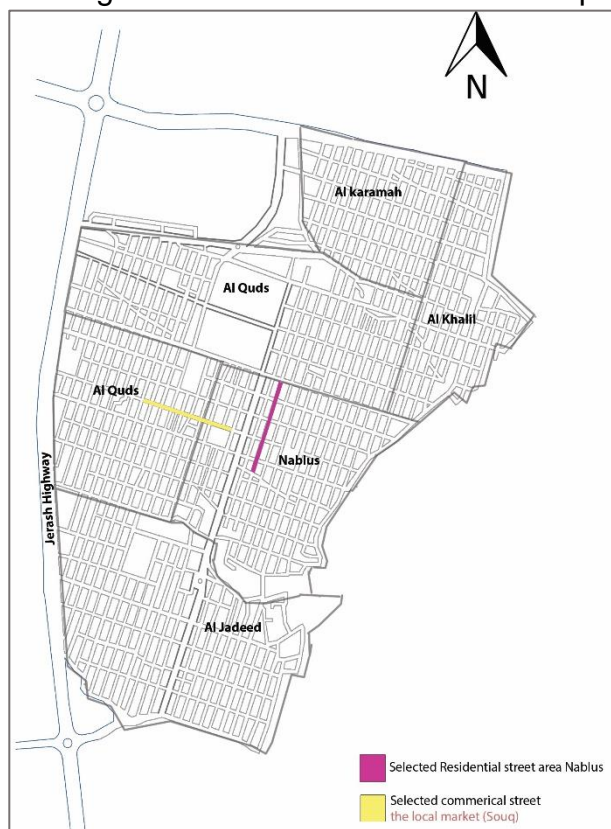 N
Al karamah
Al Quds
Al Khalil
Al Quds
Nablus
Jerash Highway
Al Jadeed
Selected Residential street area Nablus
Selected commerical street
the local market (Souq)